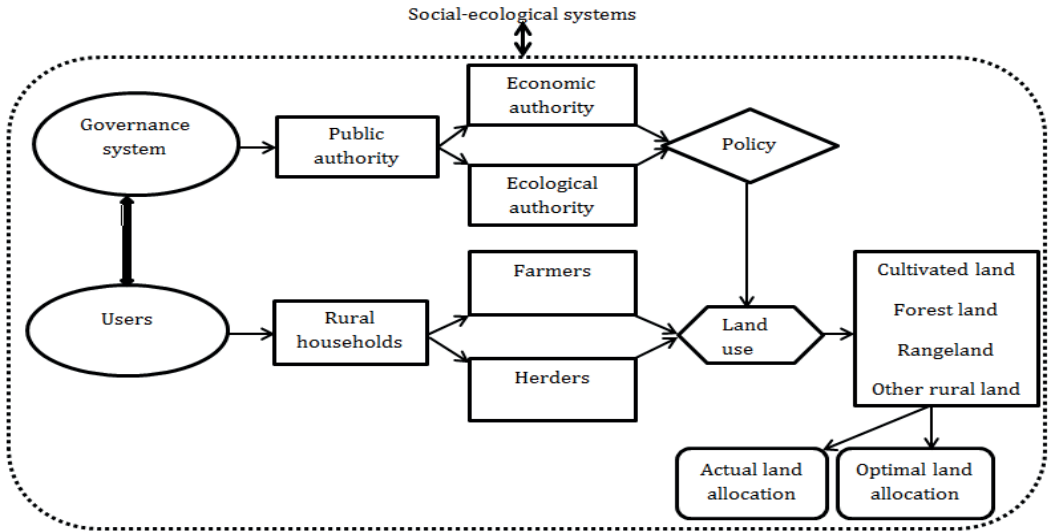 Social-ecological systems
Governance
system
Public
authority
Economic
authority
Ecological
authority
Policy
Users
Rural
households
Farmers
Herders
Land
use
Cultivated land
Forest land
Rangeland
Other rural land
Actual land
allocation
Optimal land
allocation